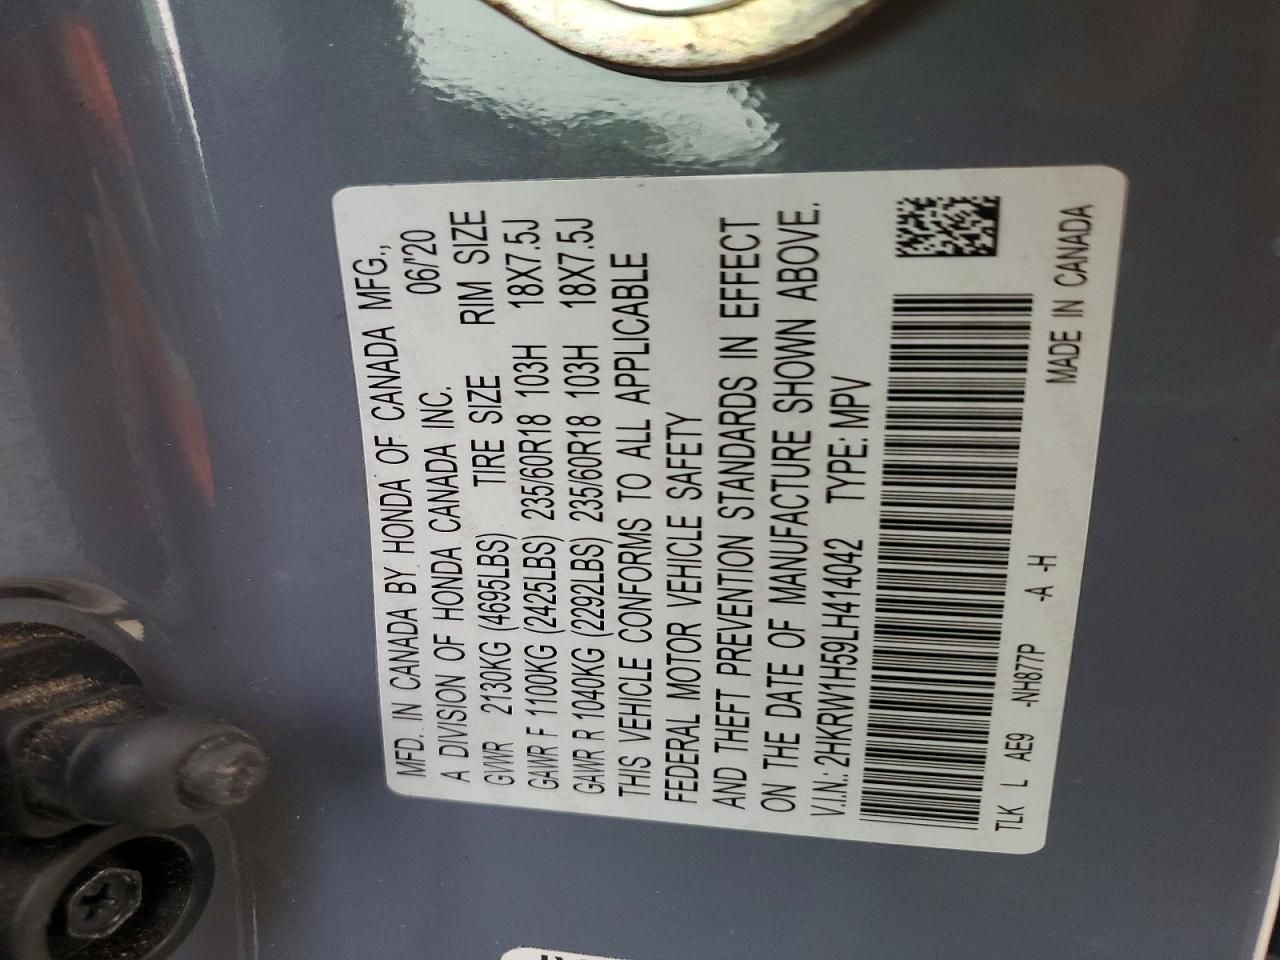 MFD. IN CANADA BY HONDA OF CANADA MFG.,
A DIVISION OF HONDA CANADA INC. 06/'20
GVWR 2130KG (4695LBS) TIRE SIZE RIM SIZE
GAWR F 1100KG (2425LBS) 235/60R18 103H 18X7.5J
GAWR R 1040KG (2292LBS) 235/60R18 103H 18X7.5J
THIS VEHICLE CONFORMS TO ALL APPLICABLE
FEDERAL MOTOR VEHICLE SAFETY
AND THEFT PREVENTION STANDARDS IN EFFECT
ON THE DATE OF MANUFACTURE SHOWN ABOVE.
V.I.N.: 2HKRW1H59LH414042 TYPE: MPV
TLK L AE9 -NH877P -A -H MADE IN CANADA